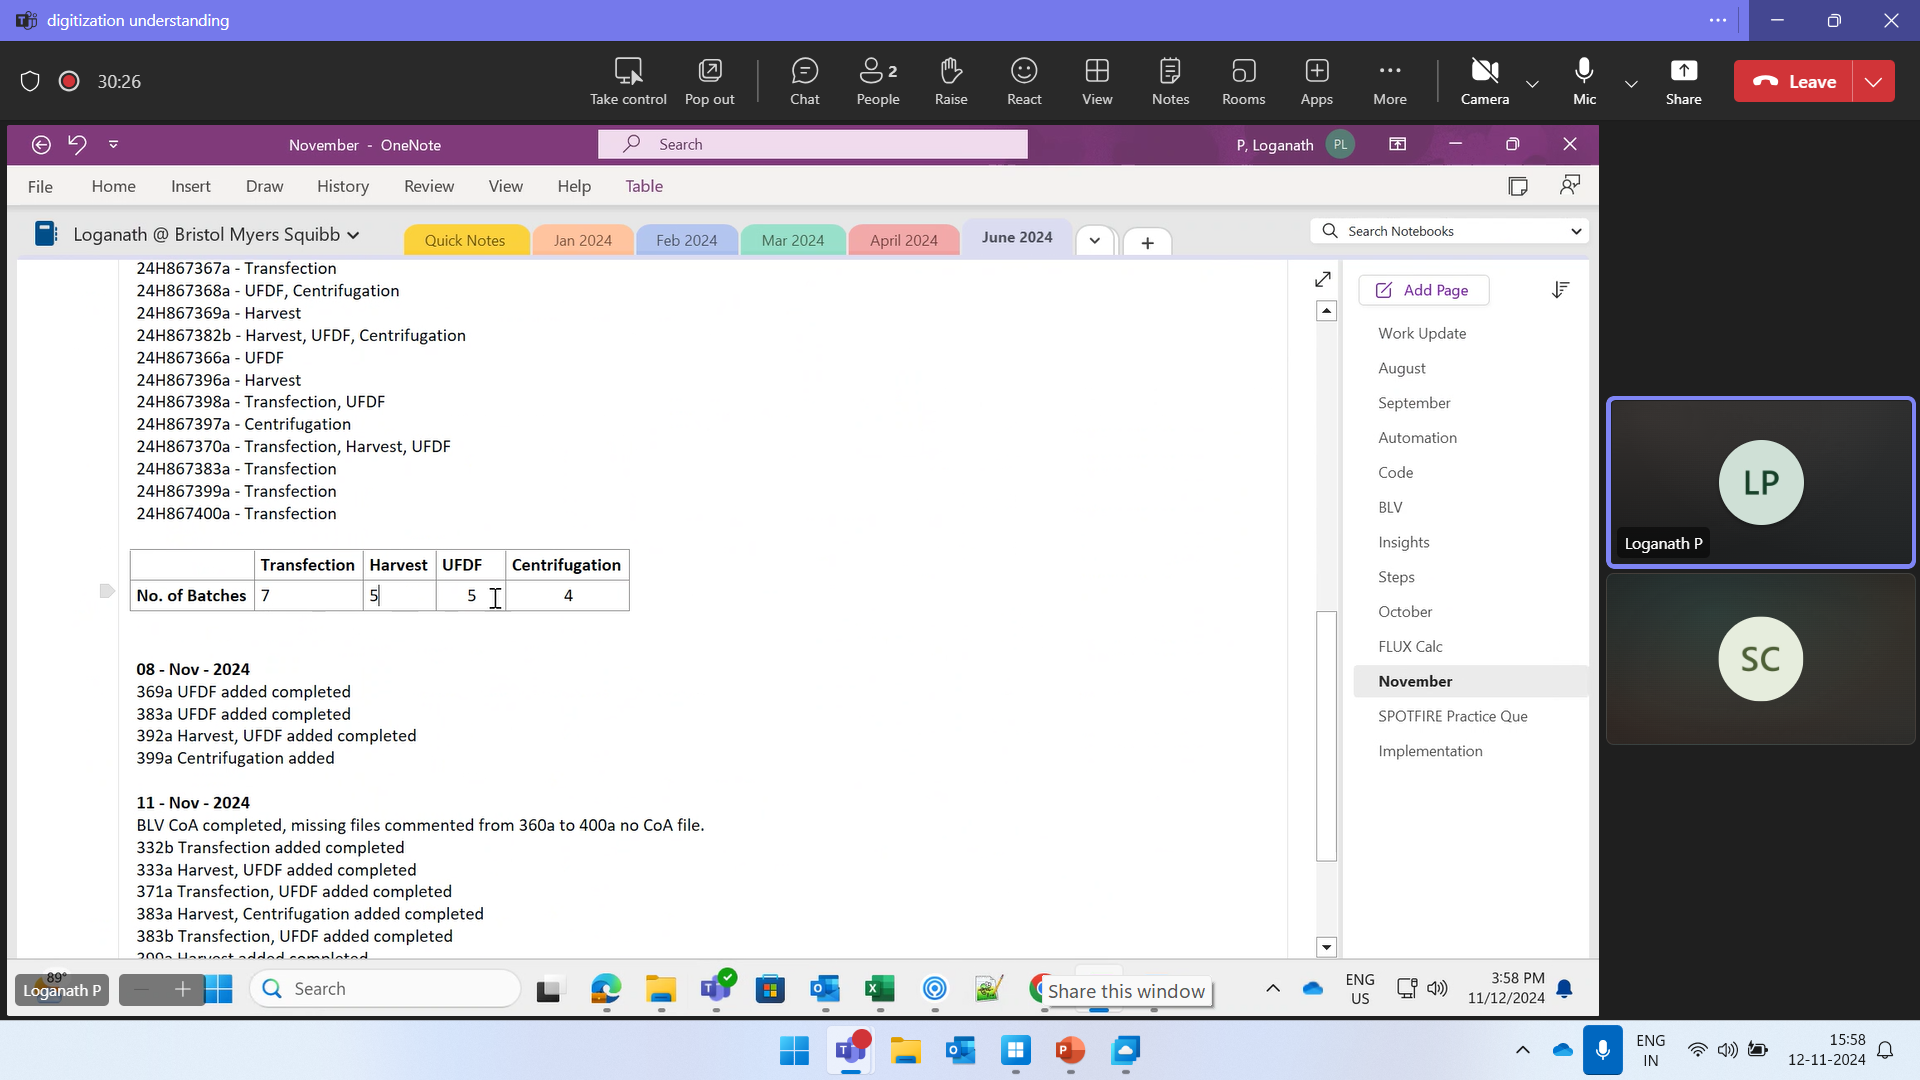 digitization understanding
30:26
Take control
Pop out
Chat
People
2
Raise
React
View
Notes
Rooms
Apps
More
Camera
Mic
Share
Leave
November - OneNote
Search
P, Loganath
PL
File
Home
Insert
Draw
History
Review
View
Help
Table
Loganath @ Bristol Myers Squibb
Quick Notes
Jan 2024
Feb 2024
Mar 2024
April 2024
June 2024
Search Notebooks
24H867367a - Transfection
24H867368a - UFDF, Centrifugation
24H867369a - Harvest
24H867382b - Harvest, UFDF, Centrifugation
24H867366a - UFDF
24H867396a - Harvest
24H867398a - Transfection, UFDF
24H867397a - Centrifugation
24H867370a - Transfection, Harvest, UFDF
24H867383a - Transfection
24H867399a - Transfection
24H867400a - Transfection
Transfection Harvest UFDF Centrifugation
No. of Batches 7 5 5 4
08 - Nov - 2024
369a UFDF added completed
383a UFDF added completed
392a Harvest, UFDF added completed
399a Centrifugation added
11 - Nov - 2024
BLV CoA completed, missing files commented from 360a to 400a no CoA file.
332b Transfection added completed
333a Harvest, UFDF added completed
371a Transfection, UFDF added completed
383a Harvest, Centrifugation added completed
383b Transfection, UFDF added completed
399a Harvest added completed
Add Page
Work Update
August
September
Automation
Code
BLV
Insights
Steps
October
FLUX Calc
November
SPOTFIRE Practice Que
Implementation
LP
Loganath P
SC
89°
Loganath P
Search
Share this window
ENG
US
3:58 PM
11/12/2024
ENG
IN
15:58
12-11-2024